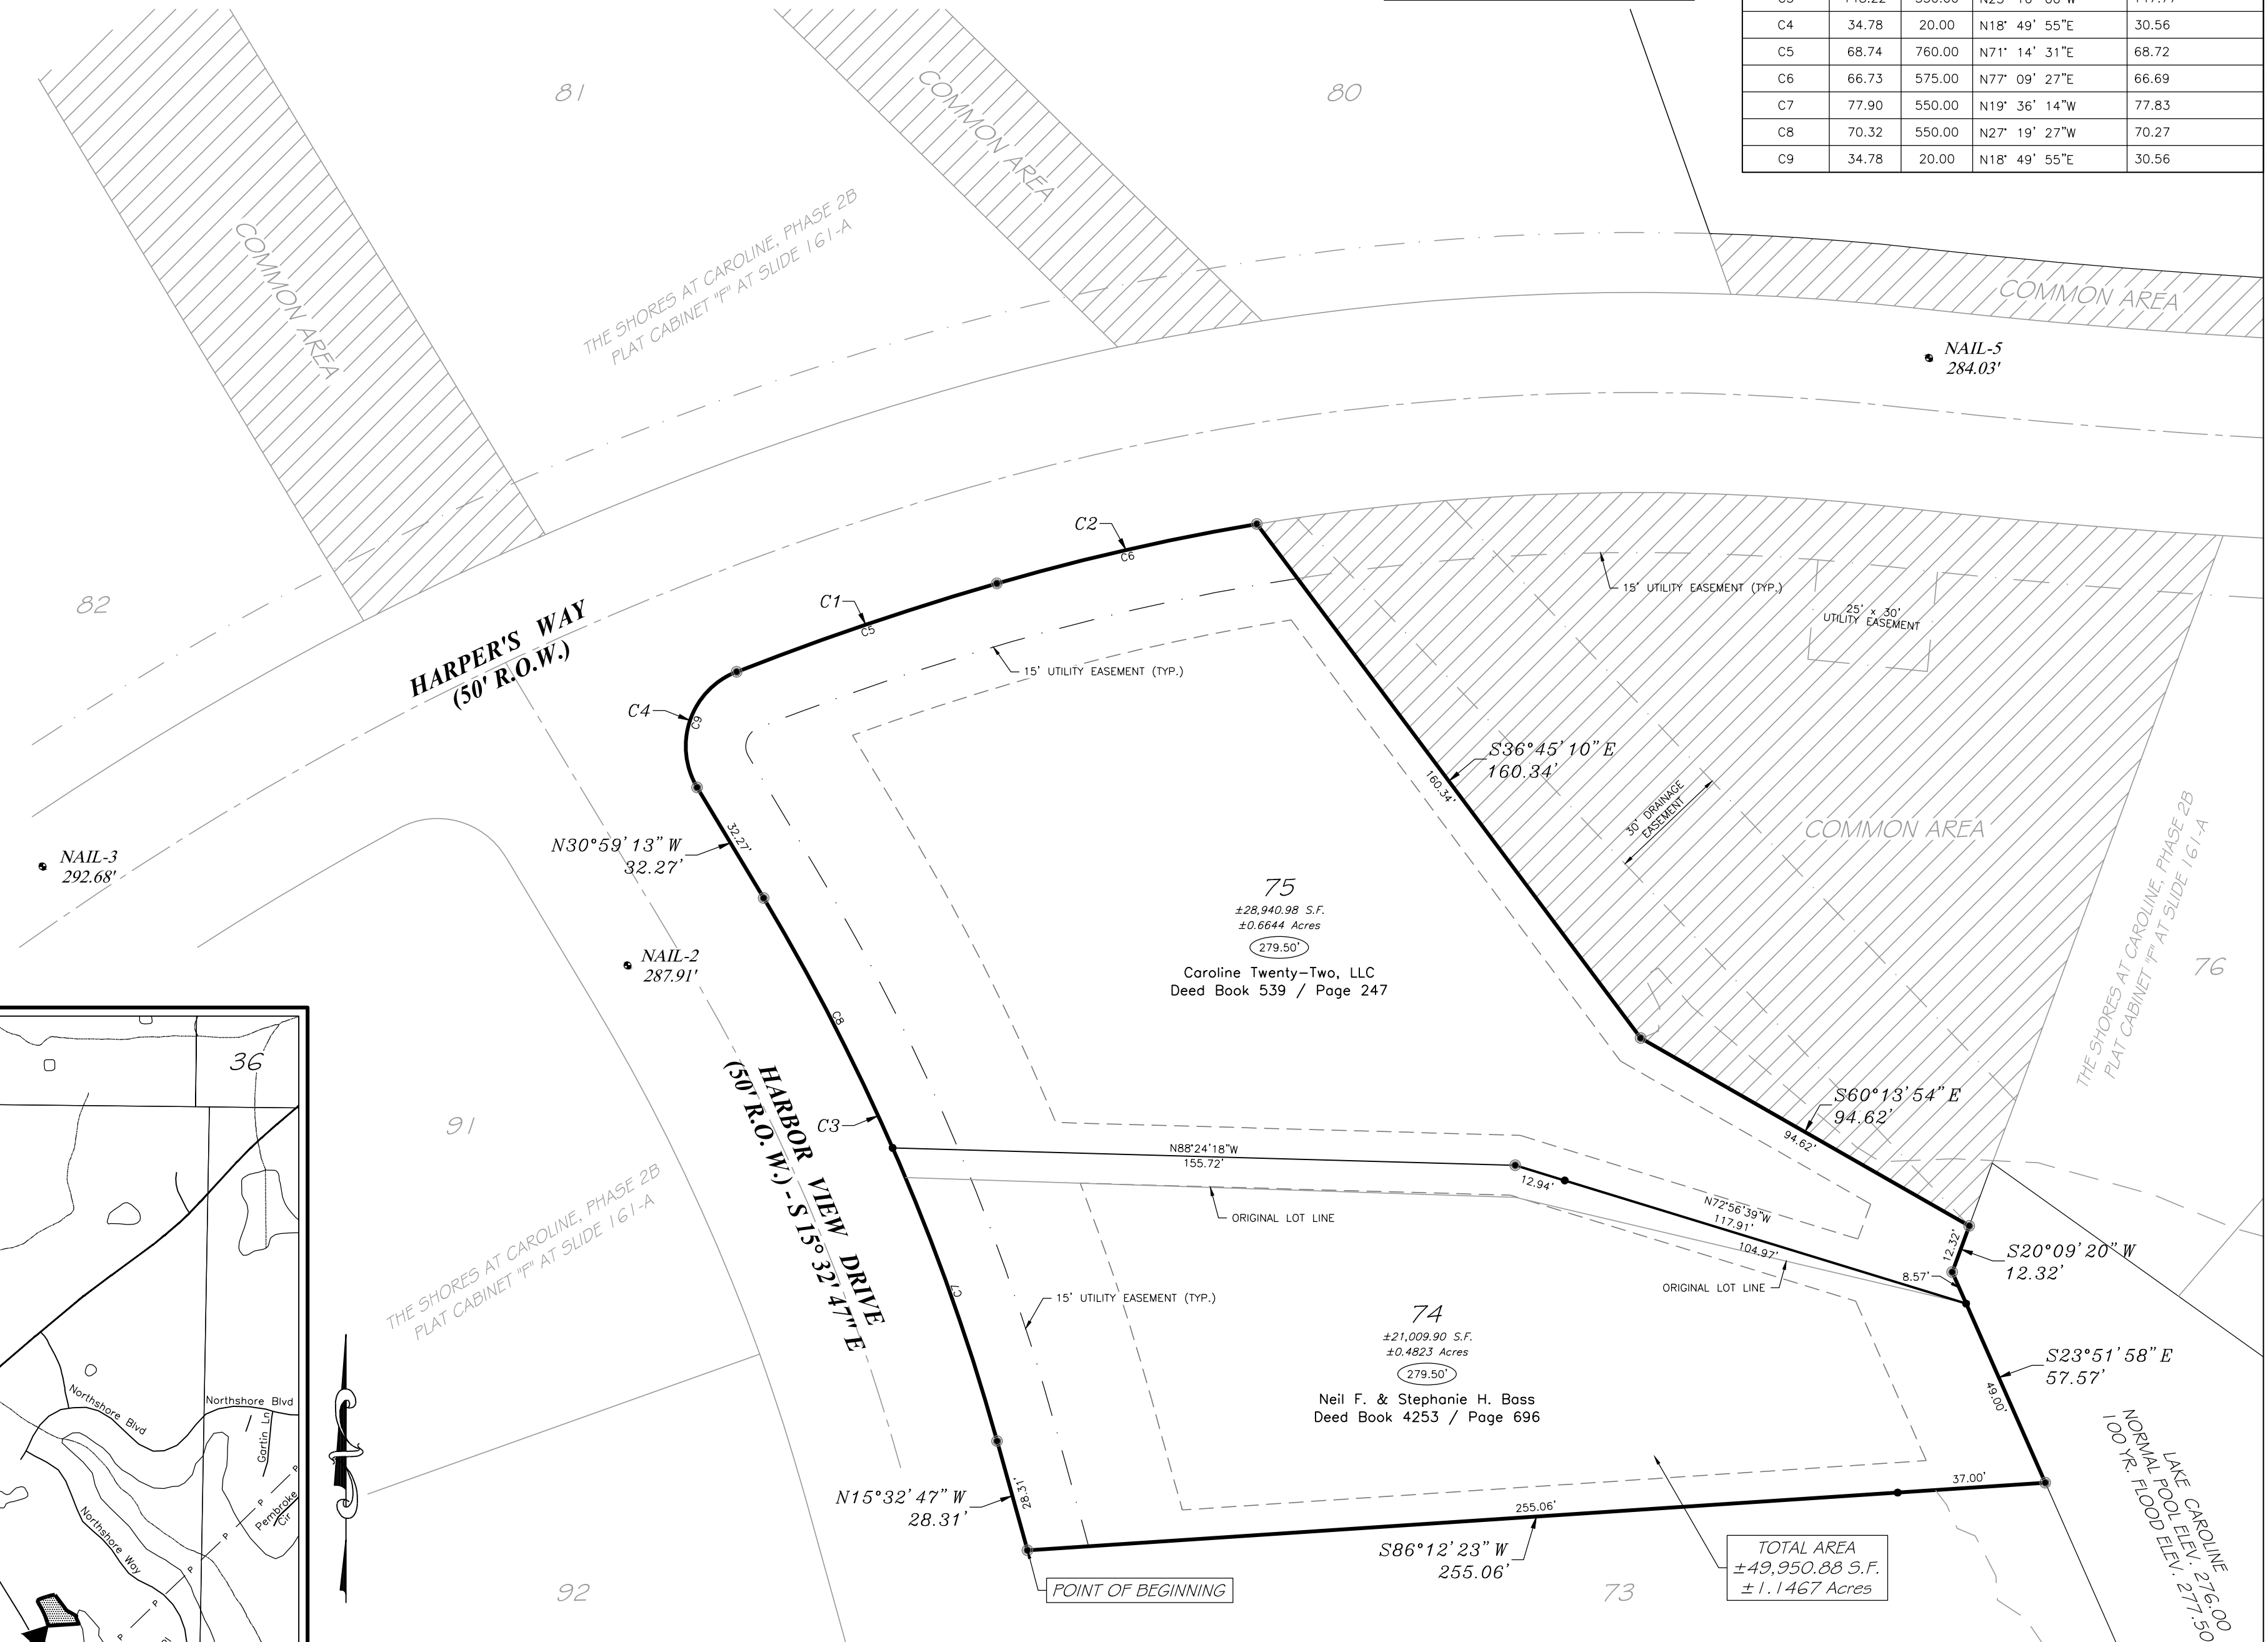 C4 34.78 20.00 N18° 49' 55"E 30.56
C5 68.74 760.00 N71° 14' 31"E 68.72
C6 66.73 575.00 N77° 09' 27"E 66.69
C7 77.90 550.00 N19° 36' 14"W 77.83
C8 70.32 550.00 N27° 19' 27"W 70.27
C9 34.78 20.00 N18° 49' 55"E 30.56
81
80
82
COMMON AREA
COMMON AREA
COMMON AREA
THE SHORES AT CAROLINE, PHASE 2B
PLAT CABINET "F" AT SLIDE 161-A
NAIL-5
284.03'
HARPER'S WAY
(50' R.O.W.)
C2
C6
C1
C5
C4
C9
15' UTILITY EASEMENT (TYP.)
15' UTILITY EASEMENT (TYP.)
25' x 30'
UTILITY EASEMENT
S36°45'10"E
160.34'
160.34'
30' DRAINAGE
EASEMENT
COMMON AREA
THE SHORES AT CAROLINE, PHASE 2B
PLAT CABINET "F" AT SLIDE 161-A
76
N30°59'13"W
32.27'
32.27'
NAIL-3
292.68'
NAIL-2
287.91'
75
±28,940.98 S.F.
±0.6644 Acres
279.50'
Caroline Twenty-Two, LLC
Deed Book 539 / Page 247
C8
C3
HARBOR VIEW DRIVE
(50' R.O.W.) - S 15° 32' 47" E
91
THE SHORES AT CAROLINE, PHASE 2B
PLAT CABINET "F" AT SLIDE 161-A
N88°24'18"W
155.72'
12.94'
N72°56'39"W
117.91'
104.97'
ORIGINAL LOT LINE
ORIGINAL LOT LINE
S60°13'54"E
94.62'
94.62'
S20°09'20"W
12.32'
12.32'
8.57'
S23°51'58"E
57.57'
49.00'
C7
15' UTILITY EASEMENT (TYP.)
74
±21,009.90 S.F.
±0.4823 Acres
279.50'
Neil F. & Stephanie H. Bass
Deed Book 4253 / Page 696
N15°32'47"W
28.31'
28.31'
37.00'
255.06'
S86°12'23"W
255.06'
POINT OF BEGINNING
TOTAL AREA
±49,950.88 S.F.
±1.1467 Acres
73
92
LAKE CAROLINE
NORMAL POOL ELEV. 276.00
100 YR. FLOOD ELEV. 277.50
36
Northshore Blvd
Northshore Blvd
Gartin Ln
Pembroke
Cir
Northshore Way
P
P
P
P
P